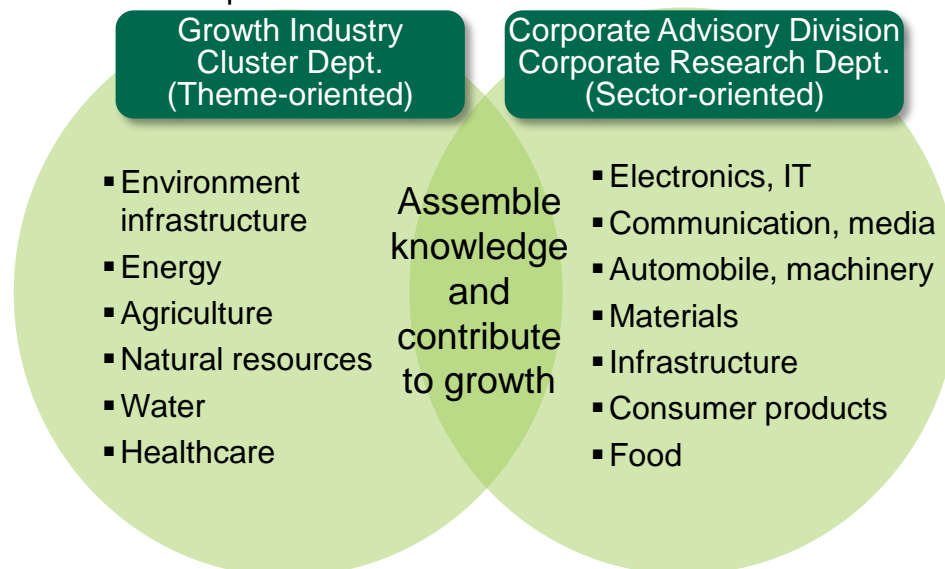 Growth Industry
Cluster Dept.
(Theme-oriented)
Corporate Advisory Division
Corporate Research Dept.
(Sector-oriented)
▪Environment
infrastructure
▪Energy
▪Agriculture
▪Natural resources
▪Water
▪Healthcare
Assemble
knowledge
and
contribute
to growth
▪Electronics, IT
▪Communication, media
▪Automobile, machinery
▪Materials
▪Infrastructure
▪Consumer products
▪Food